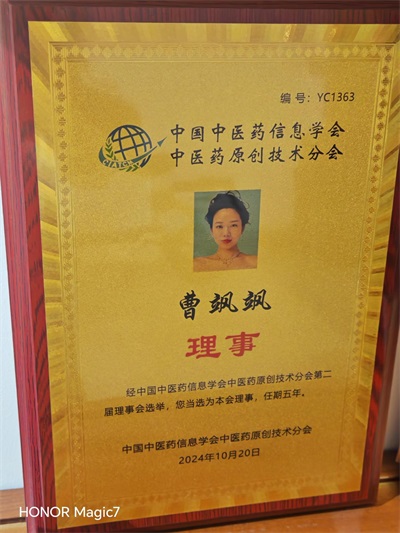 编 号：YC1363
中国中医药信息学会
中医药原创技术分会
CIATCM
曹飒飒
理事
经中国中医药信息学会中医药原创技术分会第二
届理事会选举，您当选为本会理事，任期五年。
中国中医药信息学会中医药原创技术分会
2024年10月20日
HONOR Magic7